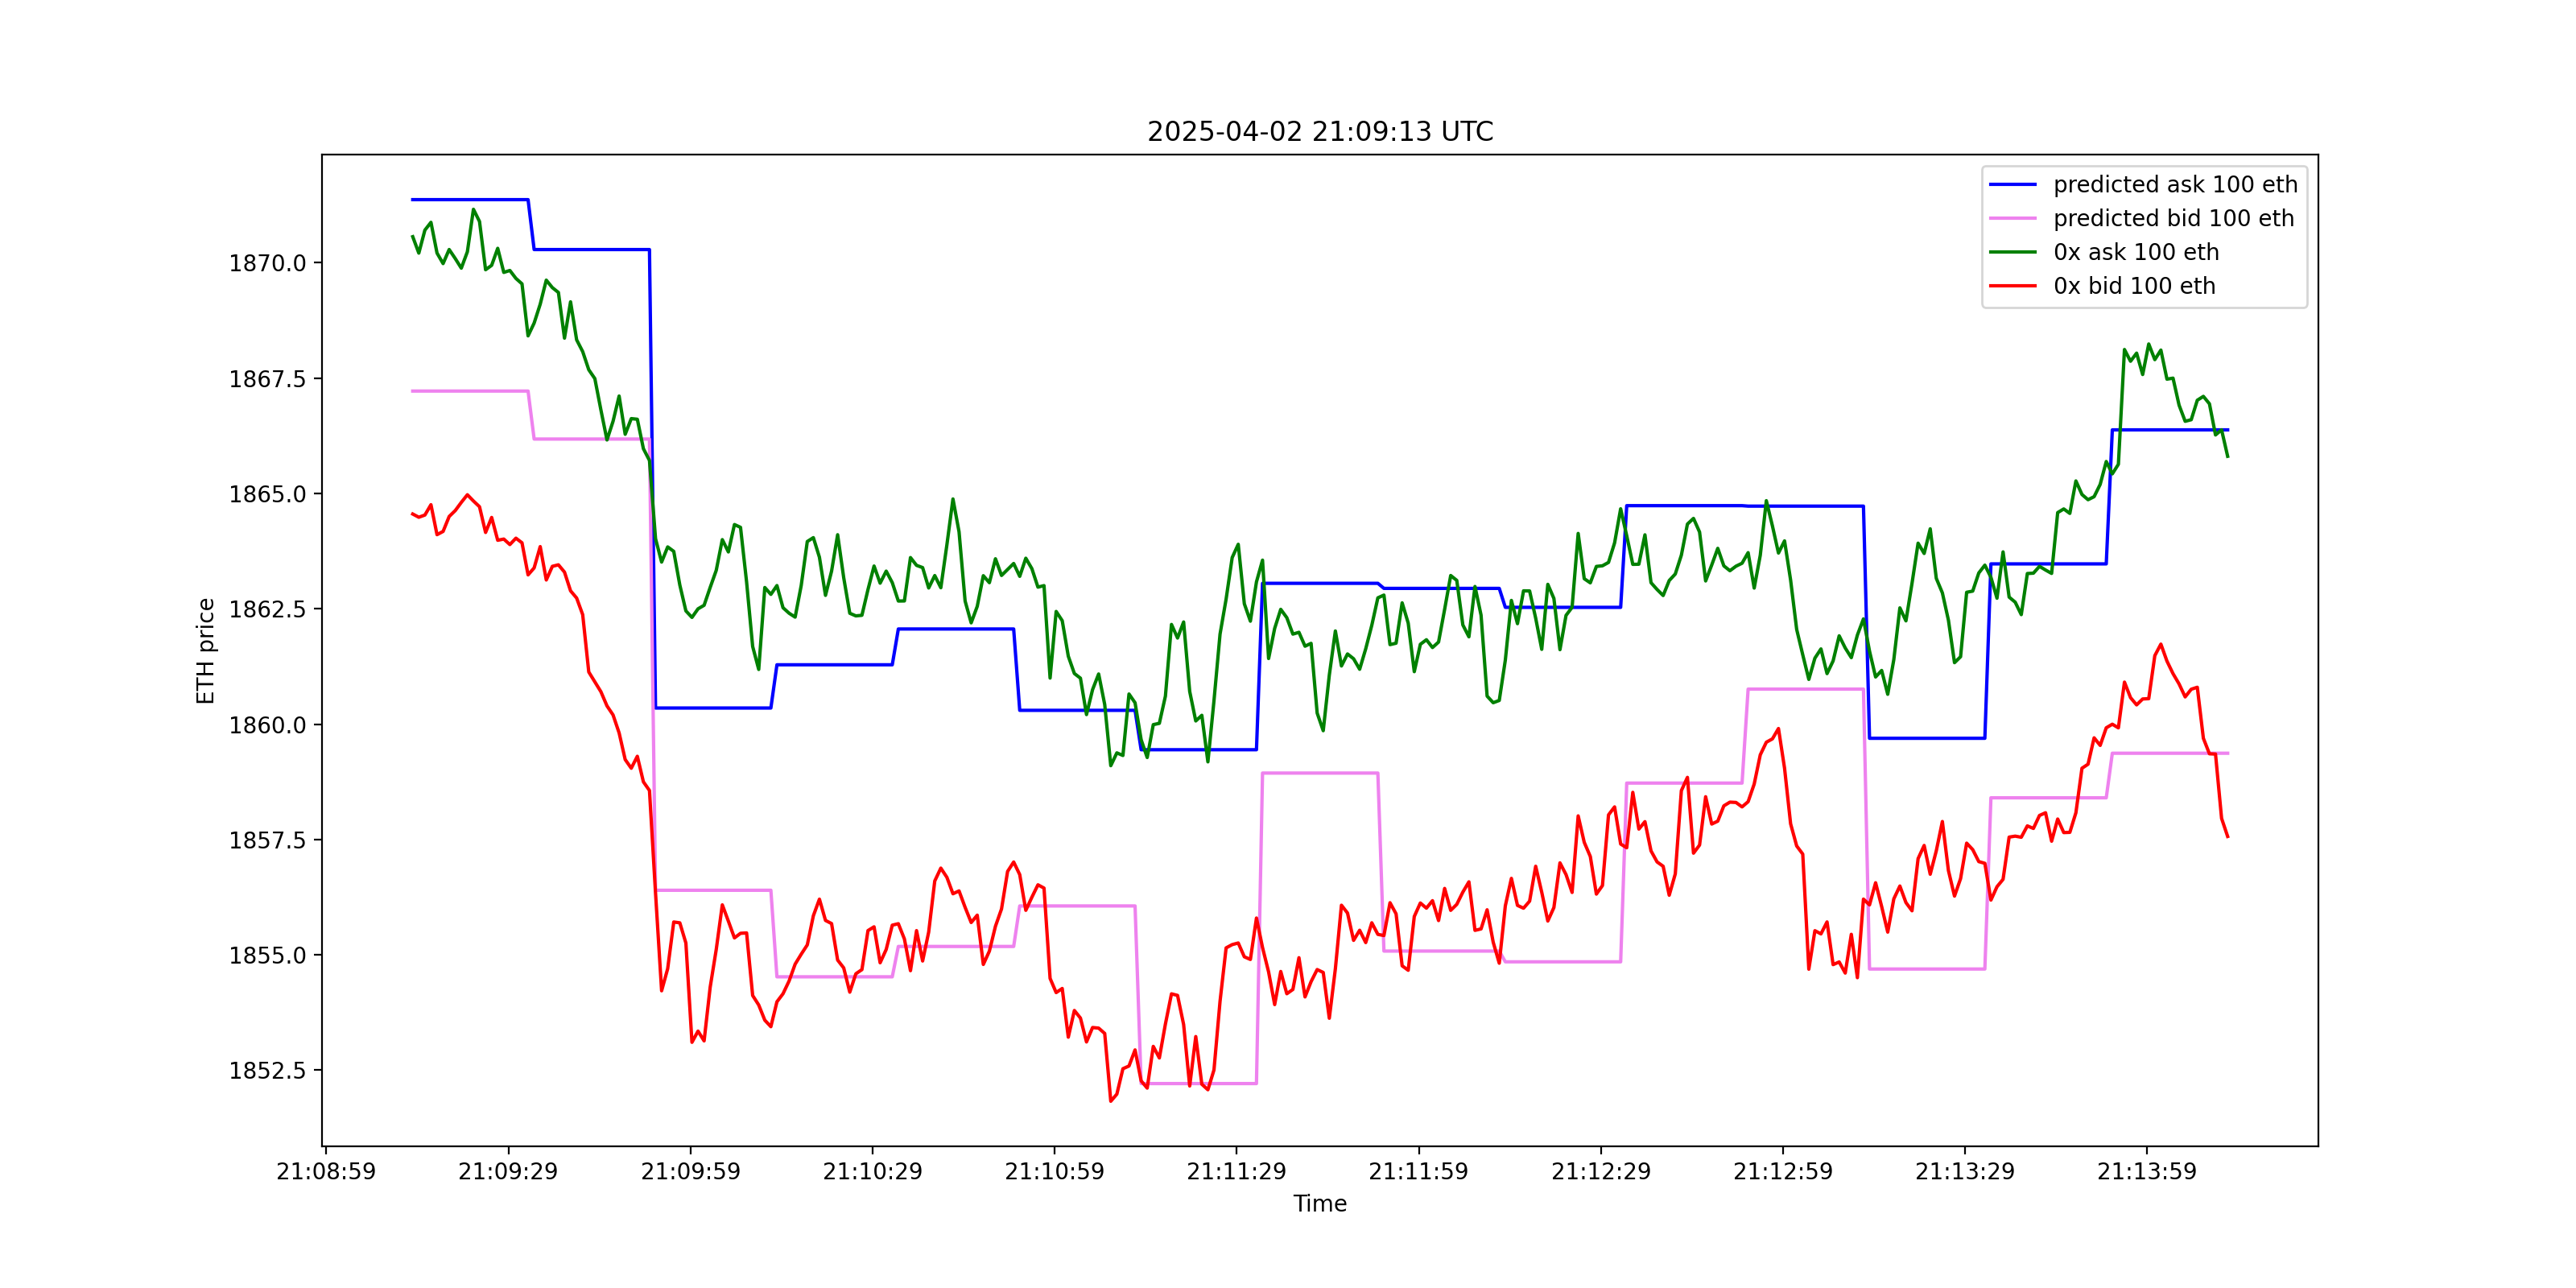 2025-04-02 21:09:13 UTC
predicted ask 100 eth
predicted bid 100 eth
0x ask 100 eth
0x bid 100 eth
ETH price
1870.0
1867.5
1865.0
1862.5
1860.0
1857.5
1855.0
1852.5
21:08:59 21:09:29 21:09:59 21:10:29 21:10:59 21:11:29 21:11:59 21:12:29 21:12:59 21:13:29 21:13:59
Time